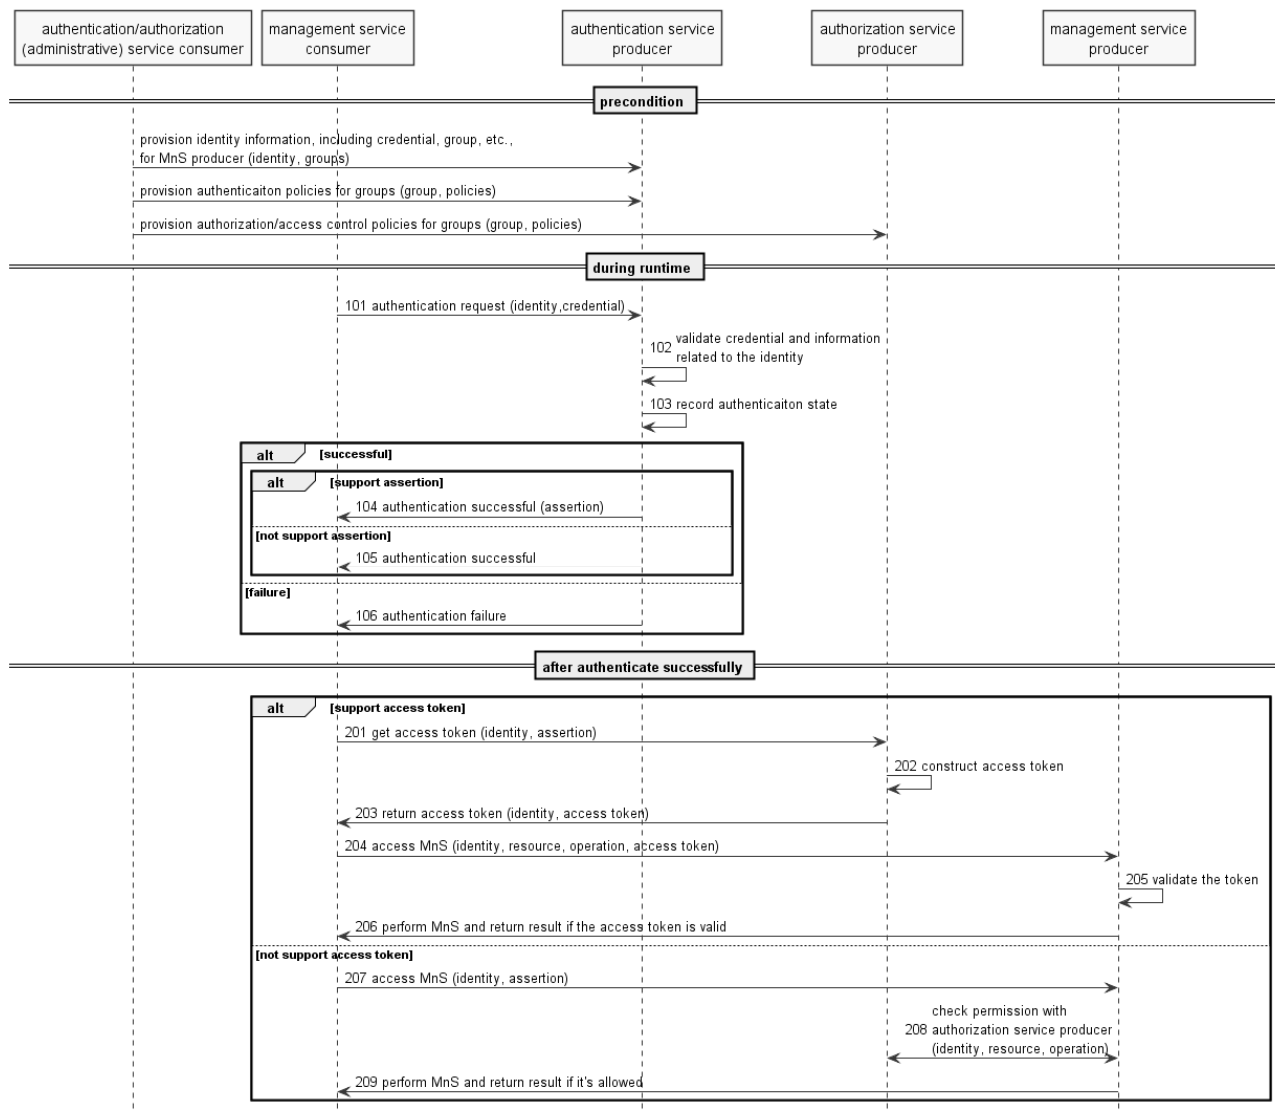 authentication/authorization
(administrative) service consumer
management service
consumer
authentication service
producer
authorization service
producer
management service
producer
precondition
provision identity information, including credential, group, etc.,
for MnS producer (identity, groups)
provision authenticaiton policies for groups (group, policies)
provision authorization/access control policies for groups (group, policies)
during runtime
101 authentication request (identity,credential)
102 validate credential and information
related to the identity
103 record authenticaiton state
alt [successful]
alt [support assertion]
104 authentication successful (assertion)
[not support assertion]
105 authentication successful
[failure]
106 authentication failure
after authenticate successfully
alt [support access token]
201 get access token (identity, assertion)
202 construct access token
203 return access token (identity, access token)
204 access MnS (identity, resource, operation, access token)
205 validate the token
206 perform MnS and return result if the access token is valid
[not support access token]
207 access MnS (identity, assertion)
check permission with
208 authorization service producer
(identity, resource, operation)
209 perform MnS and return result if it's allowed